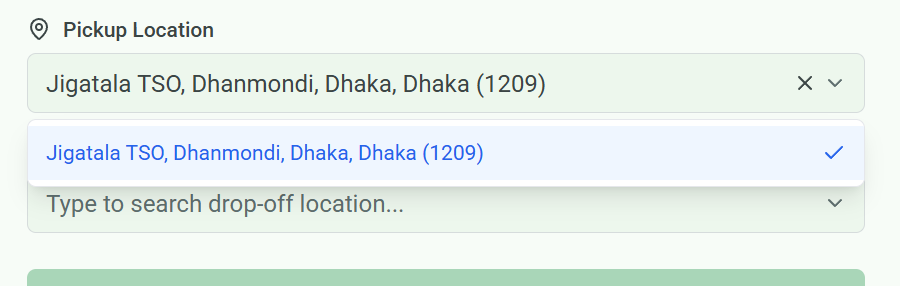 Pickup Location
Jigatala TSO, Dhanmondi, Dhaka, Dhaka (1209)
Jigatala TSO, Dhanmondi, Dhaka, Dhaka (1209)
Type to search drop-off location...